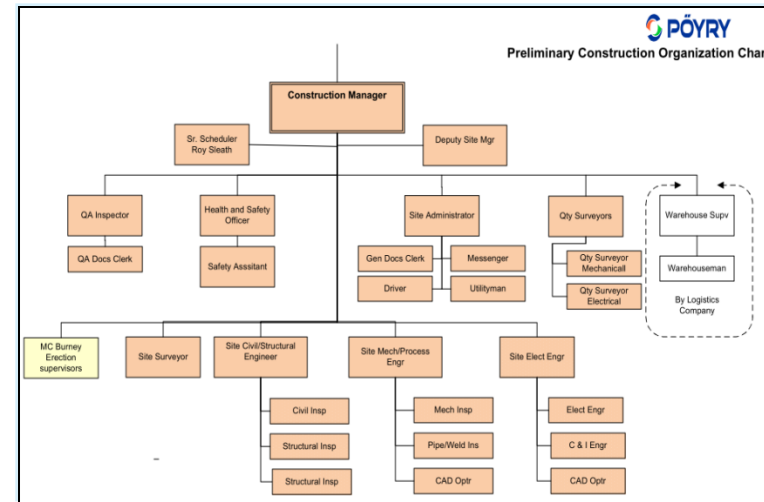 PÖYRY
Preliminary Construction Organization Char
Construction Manager
Sr. Scheduler
Roy Sleath
Deputy Site Mgr
QA Inspector
Health and Safety
Officer
Site Administrator
Qty Surveyors
Warehouse Supv
QA Docs Clerk
Safety Asssitant
Gen Docs Clerk
Messenger
Driver
Utilityman
Qty Surveyor
Mechanicall
Qty Surveyor
Electrical
Warehouseman
By Logistics
Company
MC Burney
Erection
supervisors
Site Surveyor
Site Civil/Structural
Engineer
Site Mech/Process
Engr
Site Elect Engr
Civil Insp
Structural Insp
Structural Insp
Mech Insp
Pipe/Weld Ins
CAD Optr
Elect Engr
C & I Engr
CAD Optr